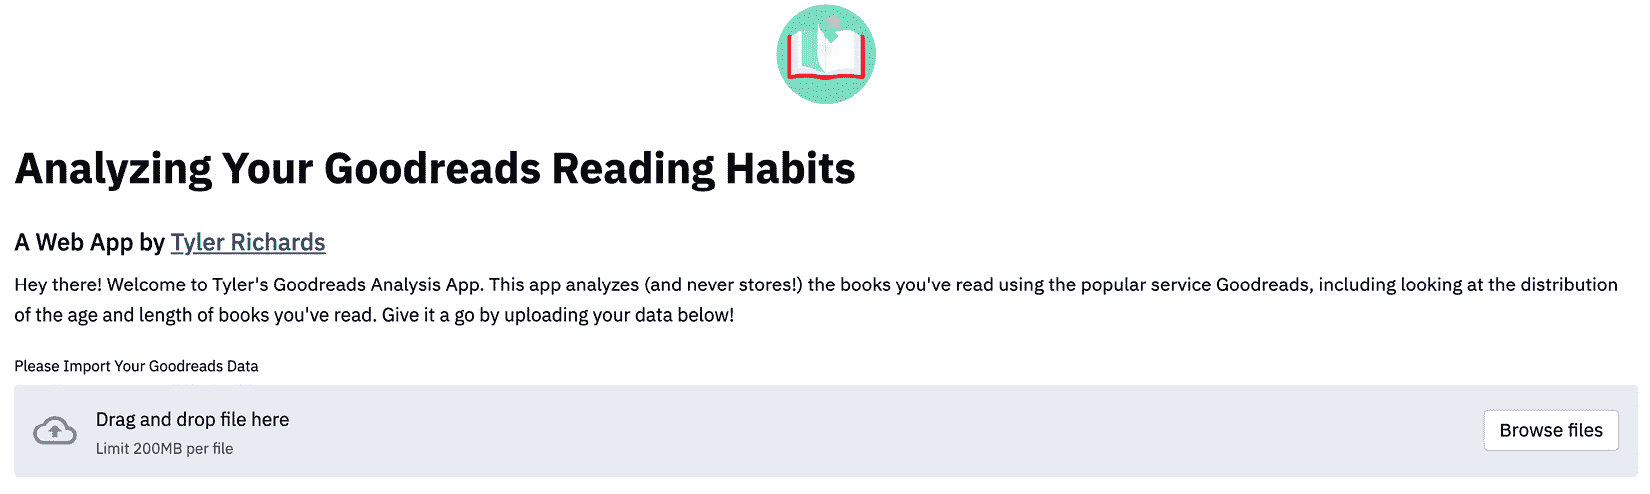 Analyzing Your Goodreads Reading Habits
A Web App by Tyler Richards
Hey there! Welcome to Tyler's Goodreads Analysis App. This app analyzes (and never stores!) the books you've read using the popular service Goodreads, including looking at the distribution
of the age and length of books you've read. Give it a go by uploading your data below!
Please Import Your Goodreads Data
Drag and drop file here
Limit 200MB per file
Browse files